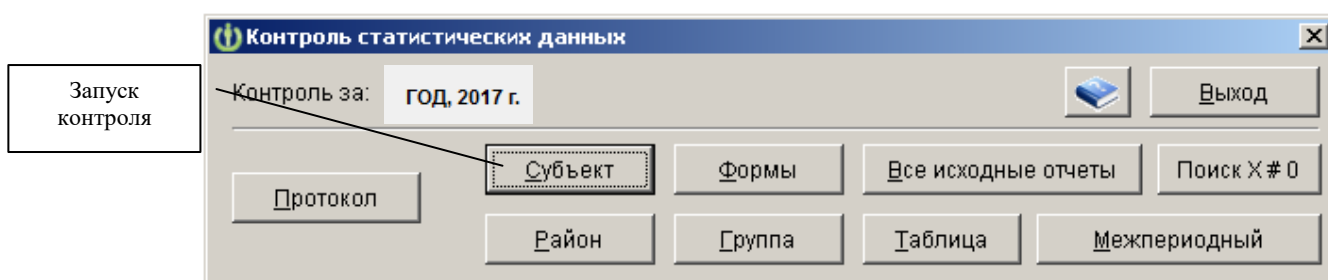 Контроль статистических данных
Запуск
контроля
Контроль за: ГОД, 2017 г. Выход
Субъект Формы Все исходные отчеты Поиск X # 0
Протокол
Район Группа Таблица Межпериодный